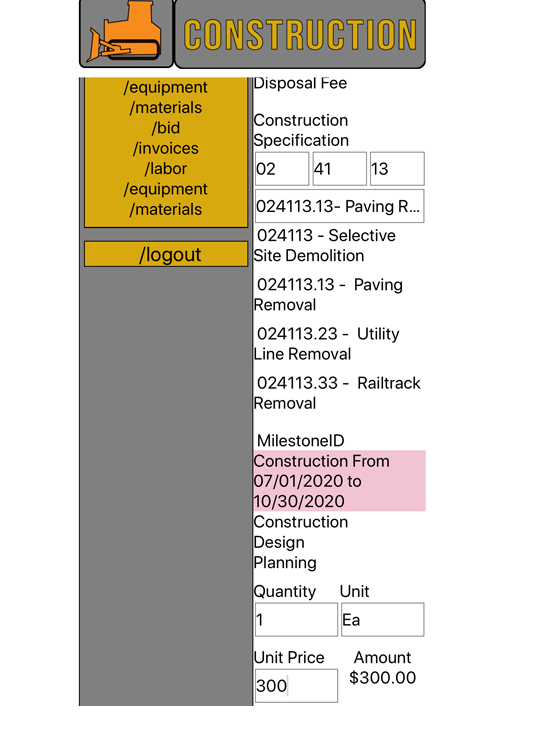 CONSTRUCTION
/equipment
/materials
/bid
/invoices
/labor
/equipment
/materials
/logout
Disposal Fee
Construction
Specification
02 41 13
024113.13- Paving R...
024113 - Selective
Site Demolition
024113.13 - Paving
Removal
024113.23 - Utility
Line Removal
024113.33 - Railtrack
Removal
MilestoneID
Construction From
07/01/2020 to
10/30/2020
Construction
Design
Planning
Quantity Unit
1 Ea
Unit Price Amount
300 $300.00